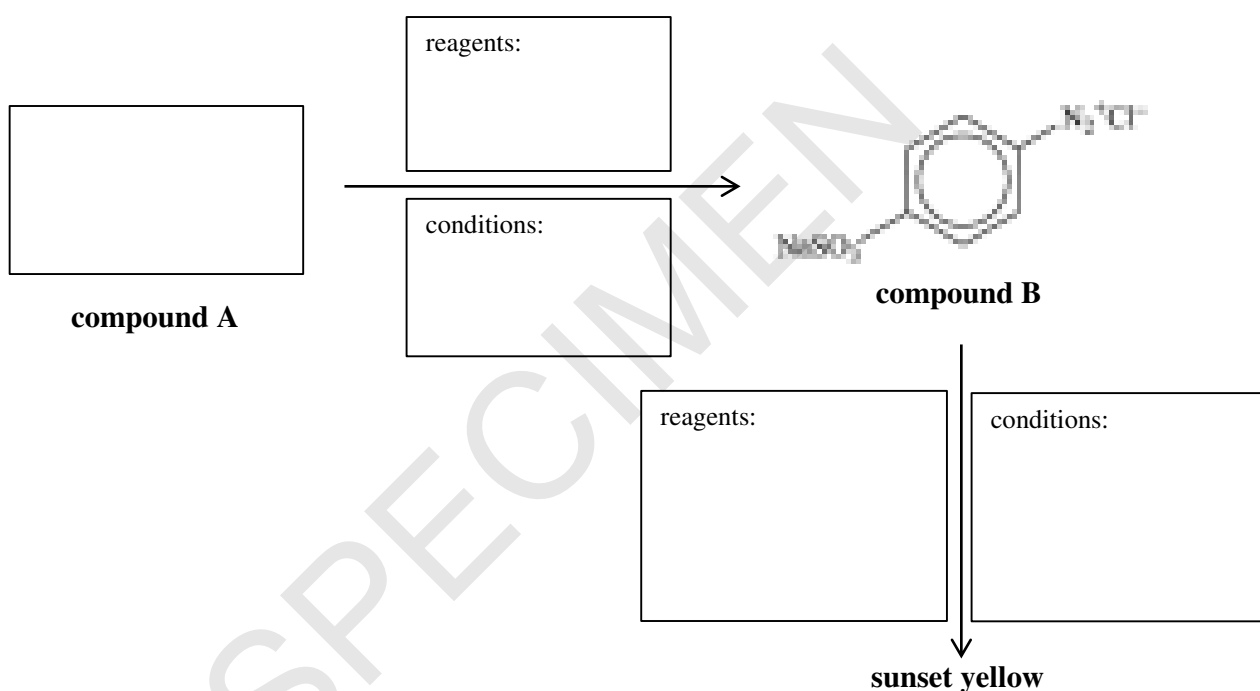 reagents:
N₂⁺Cl⁻
conditions:
NaSO₃
compound B
compound A
reagents:
conditions:
SPECIMEN
sunset yellow